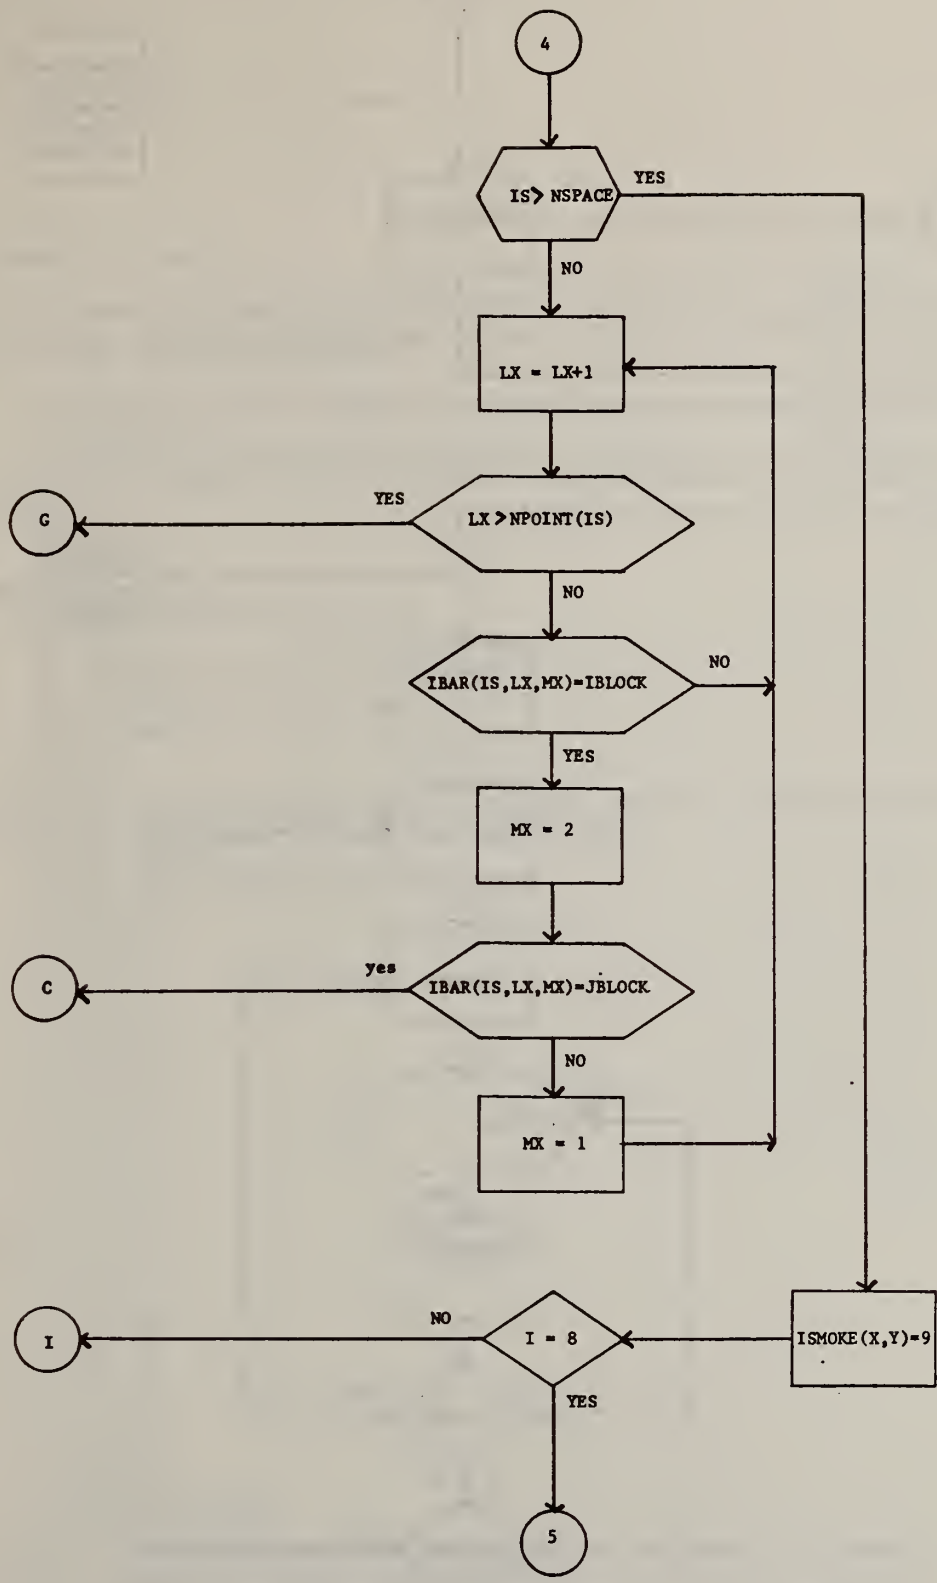 4
IS> NSPACE
YES
NO
LX = LX+1
YES
G
LX>NPOINT(IS)
NO
IBAR(IS,LX,MX)=IBLOCK
NO
YES
MX = 2
yes
C
IBAR(IS,LX,MX)=JBLOCK
NO
MX = 1
NO
I
I = 8
ISMOKE(X,Y)=9
YES
5